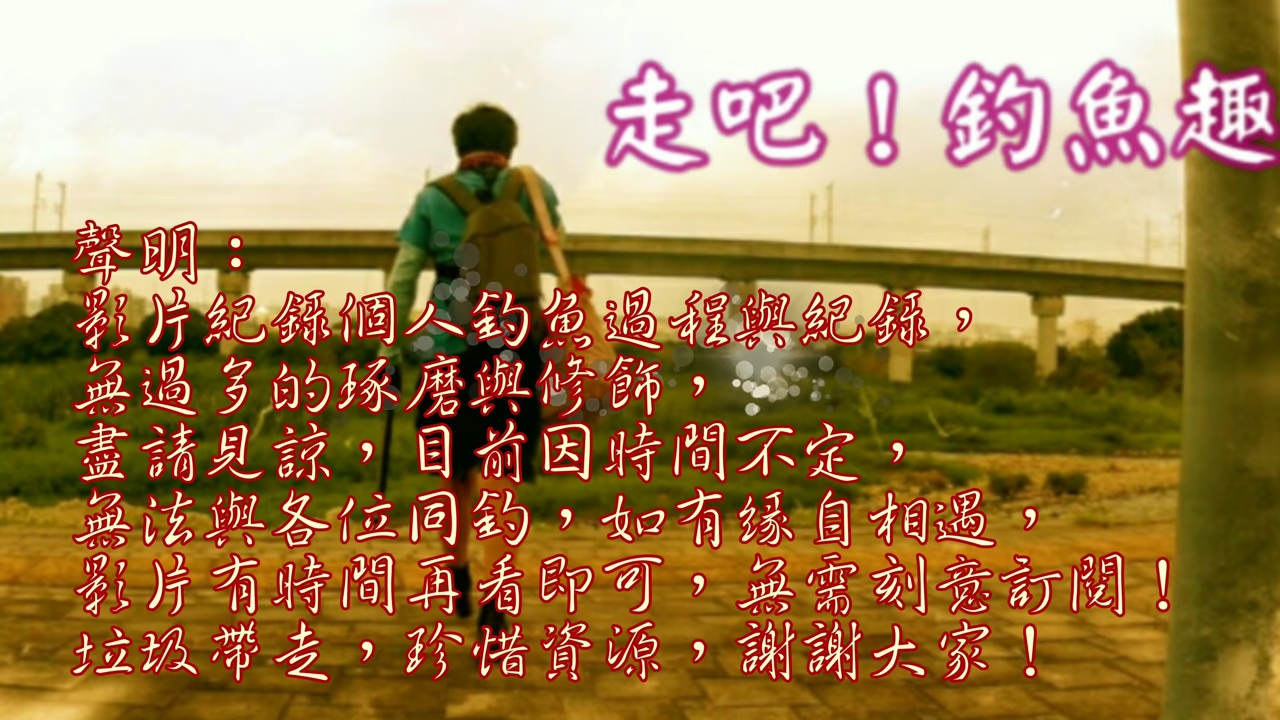 走吧！釣魚趣
聲明：
影片紀錄個人釣魚過程與紀錄，
無過多的琢磨與修飾，
盡請見諒，目前因時間不定，
無法與各位同釣，如有緣自相遇，
影片有時間再看即可，無需刻意訂閱！
垃圾帶走，珍惜資源，謝謝大家！